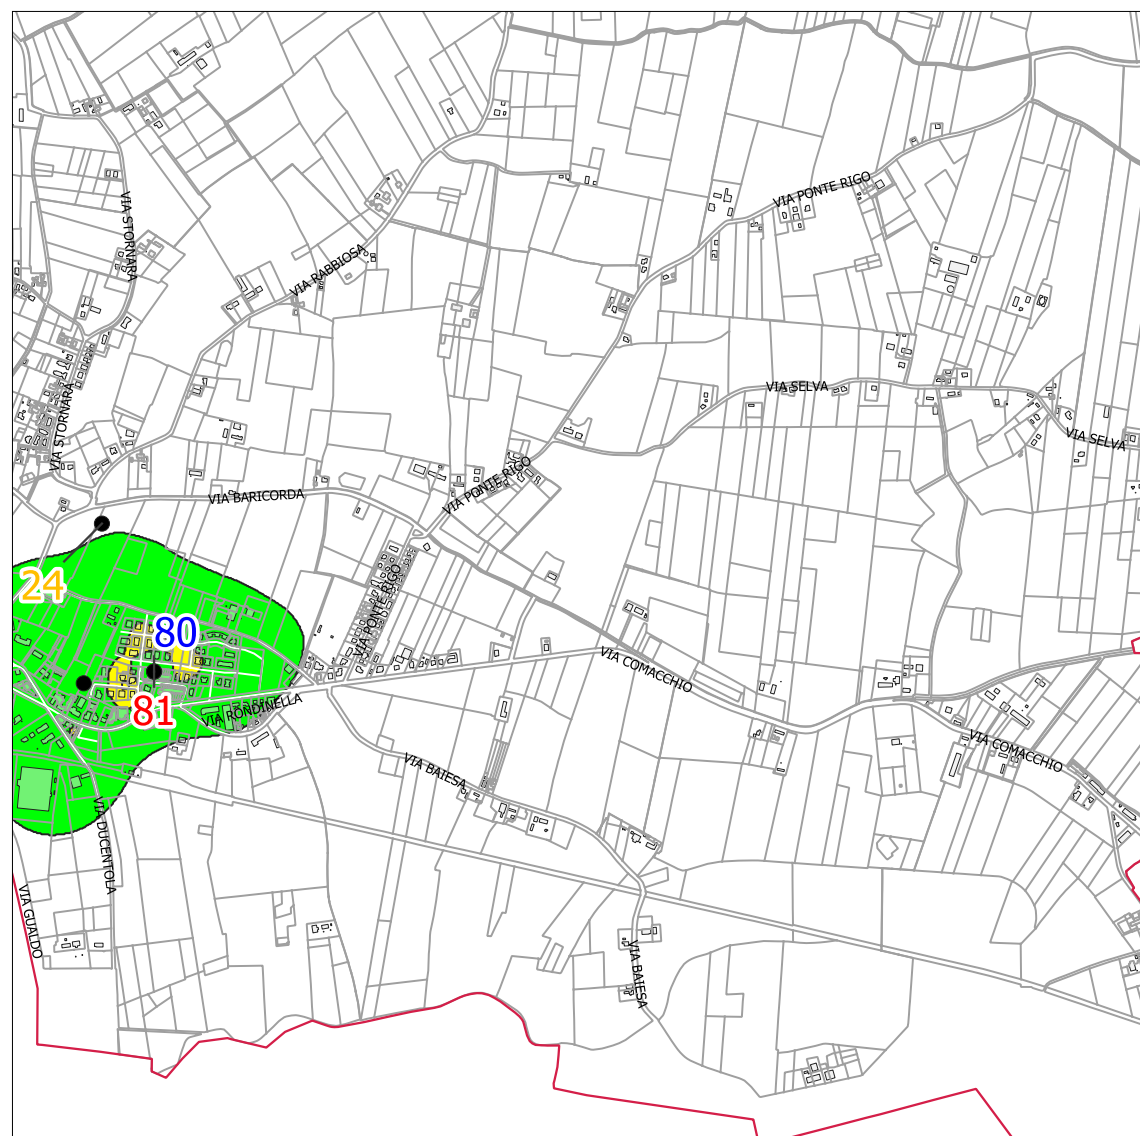 VIA PONTE RIGO
VIA STORNARA
VIA RABBIOSA
VIA SELVA
VIA STORNARA
VIA SELVA
VIA PONTE RIGO
VIA BARICORDA
24
VIA PONTE RIGO
80
VIA COMACCHIO
81
VIA RONDINELLA
VIA COMACCHIO
VIA BAIESA
VIA DUCENTOLA
VIA GUALDO
VIA BAIESA